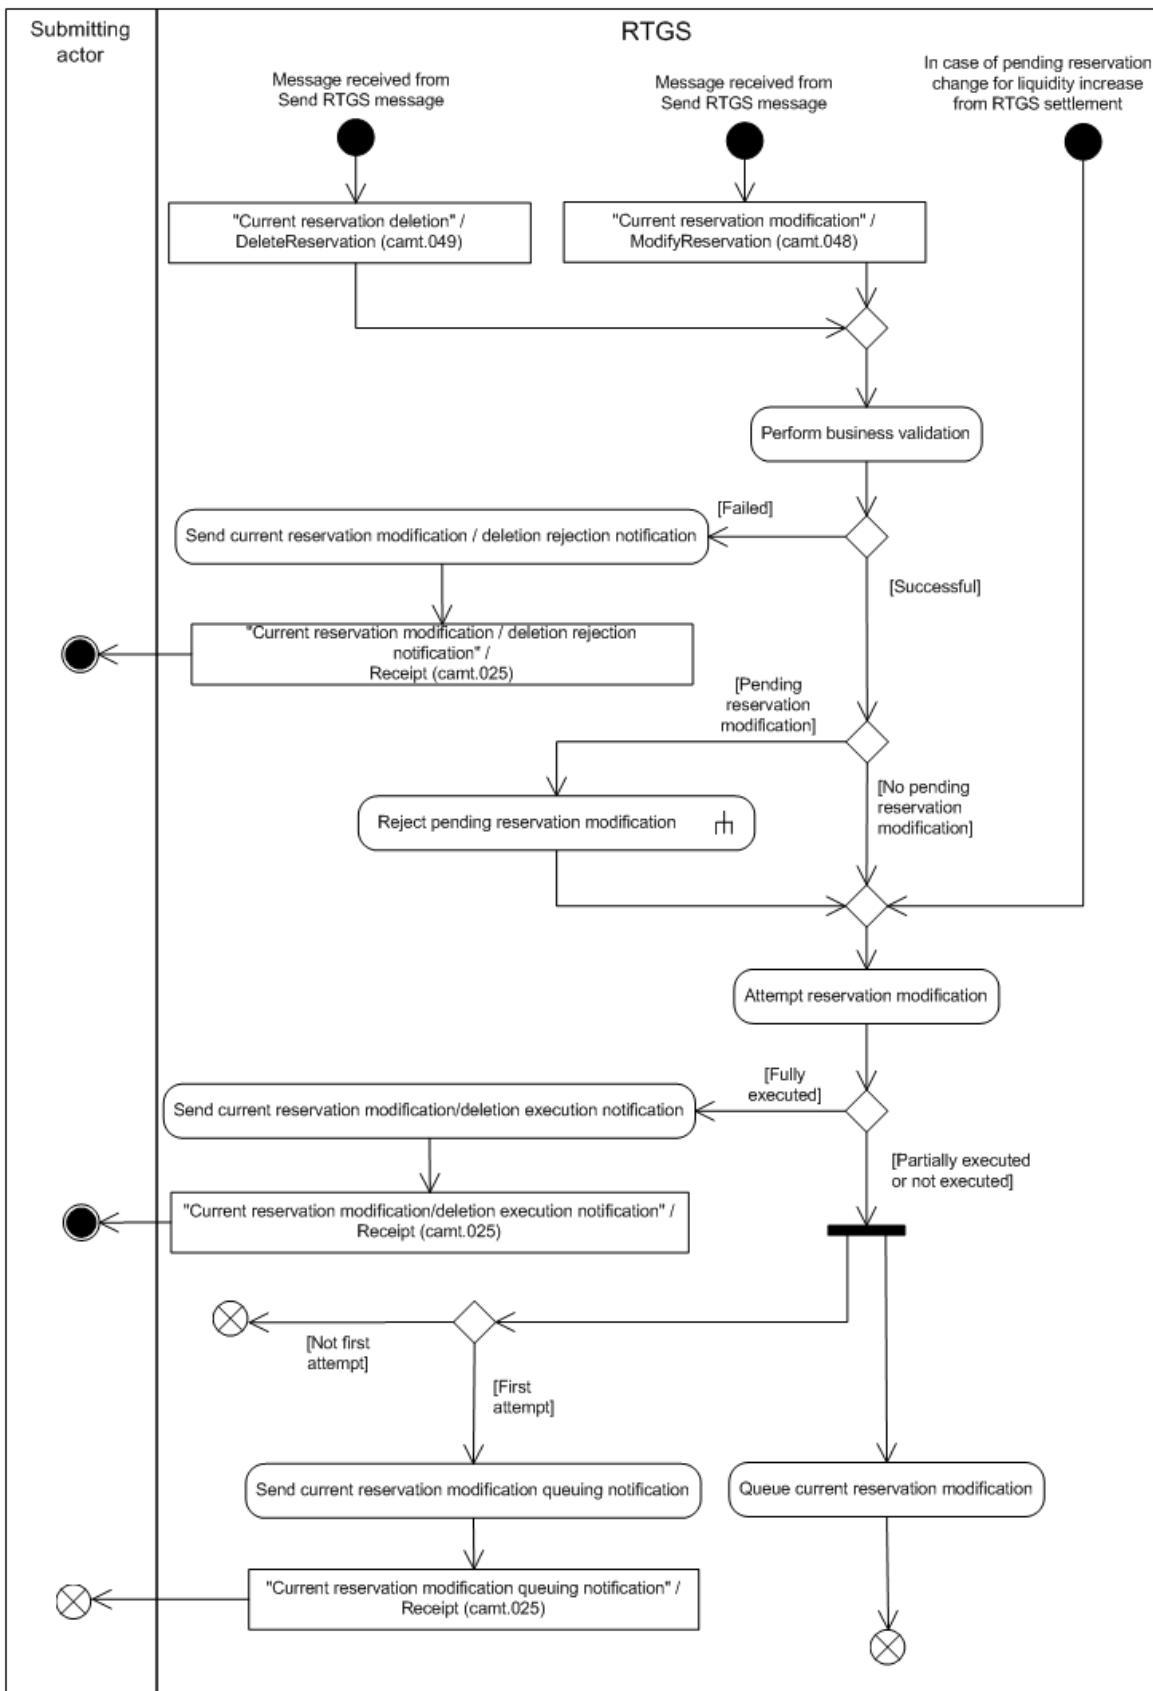 Submitting
actor
RTGS
Message received from
Send RTGS message
Message received from
Send RTGS message
In case of pending reservation
change for liquidity increase
from RTGS settlement
"Current reservation deletion" /
DeleteReservation (camt.049)
"Current reservation modification" /
ModifyReservation (camt.048)
Perform business validation
[Failed]
Send current reservation modification / deletion rejection notification
[Successful]
"Current reservation modification / deletion rejection
notification" /
Receipt (camt.025)
[Pending
reservation
modification]
[No pending
reservation
modification]
Reject pending reservation modification
Attempt reservation modification
[Fully
executed]
Send current reservation modification/deletion execution notification
[Partially executed
or not executed]
"Current reservation modification/deletion execution notification" /
Receipt (camt.025)
[Not first
attempt]
[First
attempt]
Send current reservation modification queuing notification
Queue current reservation modification
"Current reservation modification queuing notification" /
Receipt (camt.025)